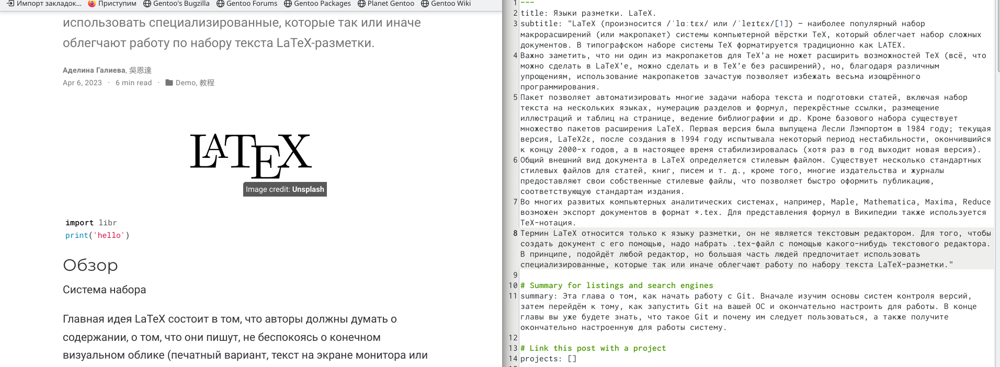 Импорт закладок...
Приступим
Gentoo's Bugzilla
Gentoo Forums
Gentoo Packages
Planet Gentoo
Gentoo Wiki
использовать специализированные, которые так или иначе
облегчают работу по набору текста LaTeX-разметки.
Аделина Галиева, 吳恩達
Apr 6, 2023 · 6 min read · Demo, 教程
LATEX
Image credit: Unsplash
import libr
print('hello')
Обзор
Система набора
Главная идея LaTeX состоит в том, что авторы должны думать о
содержании, о том, что они пишут, не беспокоясь о конечном
визуальном облике (печатный вариант, текст на экране монитора или
1 ---
2 title: Языки разметки. LaTeX.
3 subtitle: "LaTeX (произносится /ˈlɑːtɛx/ или /ˈleɪtɛx/[1]) — наиболее популярный набор
макрорасширений (или макропакет) системы компьютерной вёрстки TeX, который облегчает набор сложных
документов. В типографском наборе системы TeX форматируется традиционно как LATEX.
4 Важно заметить, что ни один из макропакетов для TeX’а не может расширить возможностей TeX (всё, что
можно сделать в LaTeX’е, можно сделать и в TeX’е без расширений), но, благодаря различным
упрощениям, использование макропакетов зачастую позволяет избежать весьма изощрённого
программирования.
5 Пакет позволяет автоматизировать многие задачи набора текста и подготовки статей, включая набор
текста на нескольких языках, нумерацию разделов и формул, перекрёстные ссылки, размещение
иллюстраций и таблиц на странице, ведение библиографии и др. Кроме базового набора существует
множество пакетов расширения LaTeX. Первая версия была выпущена Лесли Лэмпортом в 1984 году; текущая
версия, LaTeX2ε, после создания в 1994 году испытывала некоторый период нестабильности, окончившийся
к концу 2000-х годов, а в настоящее время стабилизировалась (хотя раз в год выходит новая версия).
6 Общий внешний вид документа в LaTeX определяется стилевым файлом. Существует несколько стандартных
стилевых файлов для статей, книг, писем и т. д., кроме того, многие издательства и журналы
предоставляют свои собственные стилевые файлы, что позволяет быстро оформить публикацию,
соответствующую стандартам издания.
7 Во многих развитых компьютерных аналитических системах, например, Maple, Mathematica, Maxima, Reduce
возможен экспорт документов в формат *.tex. Для представления формул в Википедии также используется
TeX-нотация.
8 Термин LaTeX относится только к языку разметки, он не является текстовым редактором. Для того, чтобы
создать документ с его помощью, надо набрать .tex-файл с помощью какого-нибудь текстового редактора.
В принципе, подойдёт любой редактор, но большая часть людей предпочитает использовать
специализированные, которые так или иначе облегчают работу по набору текста LaTeX-разметки."
9
10 # Summary for listings and search engines
11 summary: Эта глава о том, как начать работу с Git. Вначале изучим основы систем контроля версий,
затем перейдём к тому, как запустить Git на вашей ОС и окончательно настроить для работы. В конце
главы вы уже будете знать, что такое Git и почему им следует пользоваться, а также получите
окончательно настроенную для работы систему.
12
13 # Link this post with a project
14 projects: []